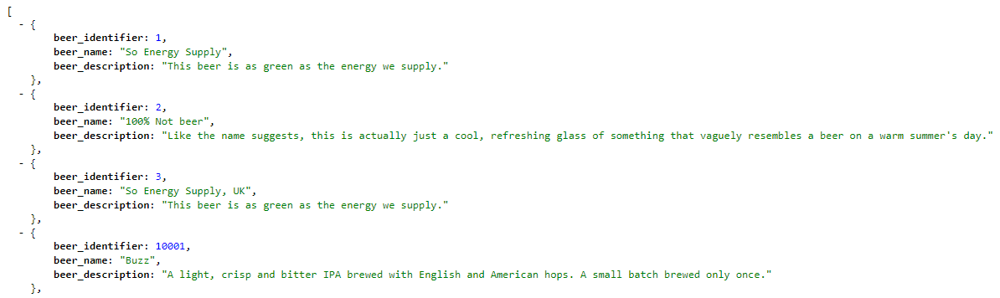 [
- {
beer_identifier: 1,
beer_name: "So Energy Supply",
beer_description: "This beer is as green as the energy we supply."
},
- {
beer_identifier: 2,
beer_name: "100% Not beer",
beer_description: "Like the name suggests, this is actually just a cool, refreshing glass of something that vaguely resembles a beer on a warm summer's day."
},
- {
beer_identifier: 3,
beer_name: "So Energy Supply, UK",
beer_description: "This beer is as green as the energy we supply."
},
- {
beer_identifier: 10001,
beer_name: "Buzz",
beer_description: "A light, crisp and bitter IPA brewed with English and American hops. A small batch brewed only once."
},